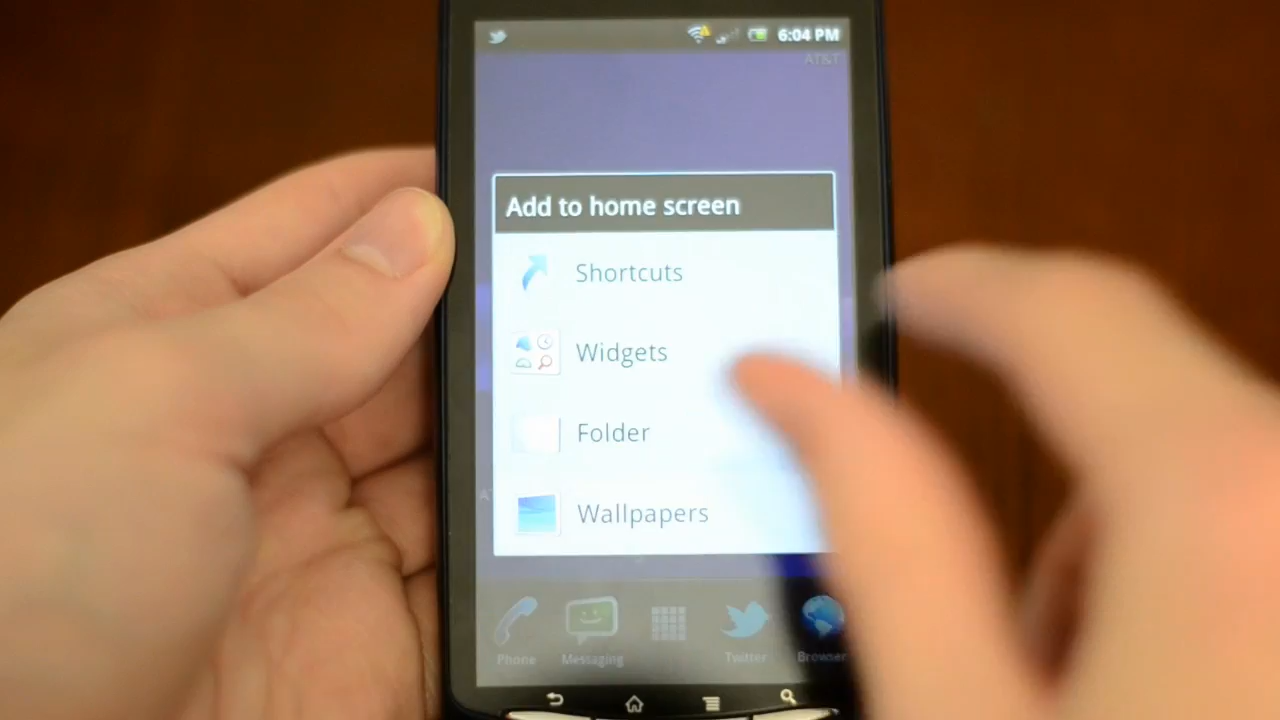 6:04 PM
AT&T
Add to home screen
Shortcuts
Widgets
Folder
Wallpapers
Phone
Messaging
Twitter
Browser